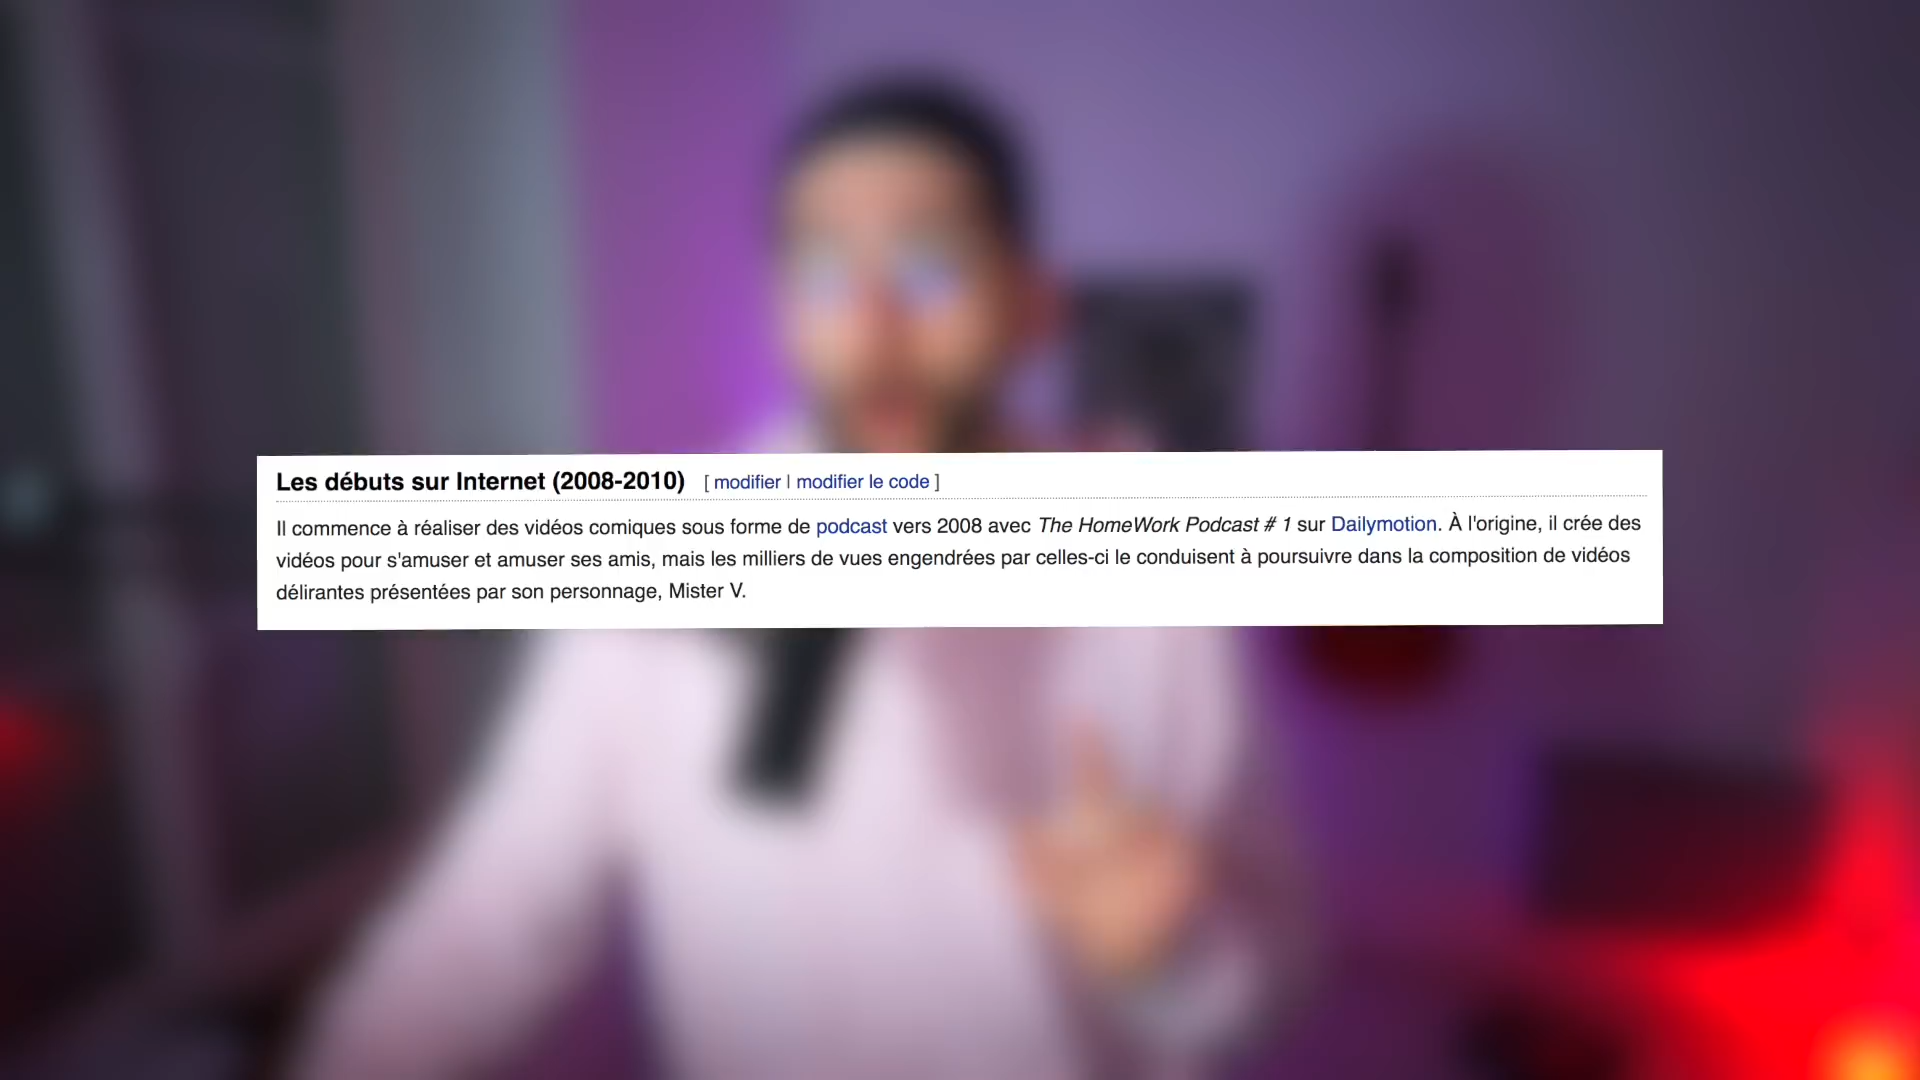 Les débuts sur Internet (2008-2010) [ modifier | modifier le code ]
Il commence à réaliser des vidéos comiques sous forme de podcast vers 2008 avec The HomeWork Podcast # 1 sur Dailymotion. À l'origine, il crée des
vidéos pour s'amuser et amuser ses amis, mais les milliers de vues engendrées par celles-ci le conduisent à poursuivre dans la composition de vidéos
délirantes présentées par son personnage, Mister V.